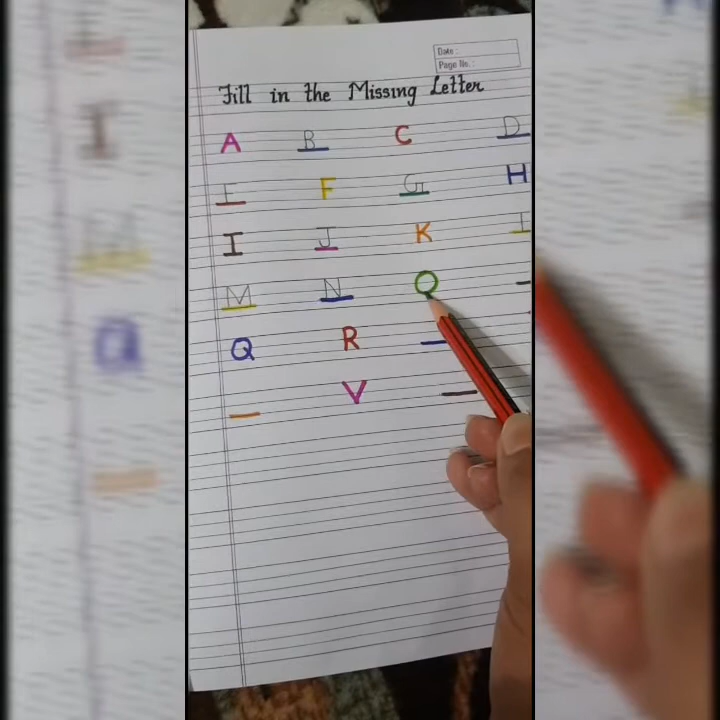 Date :
Page No. :
Fill in the Missing Letter
A B C D
F G H
I J K L
M N O
Q R
V